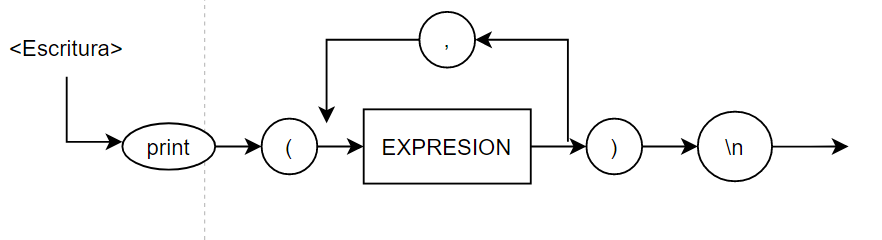 <Escritura>
,
print
(
EXPRESION
)
\n